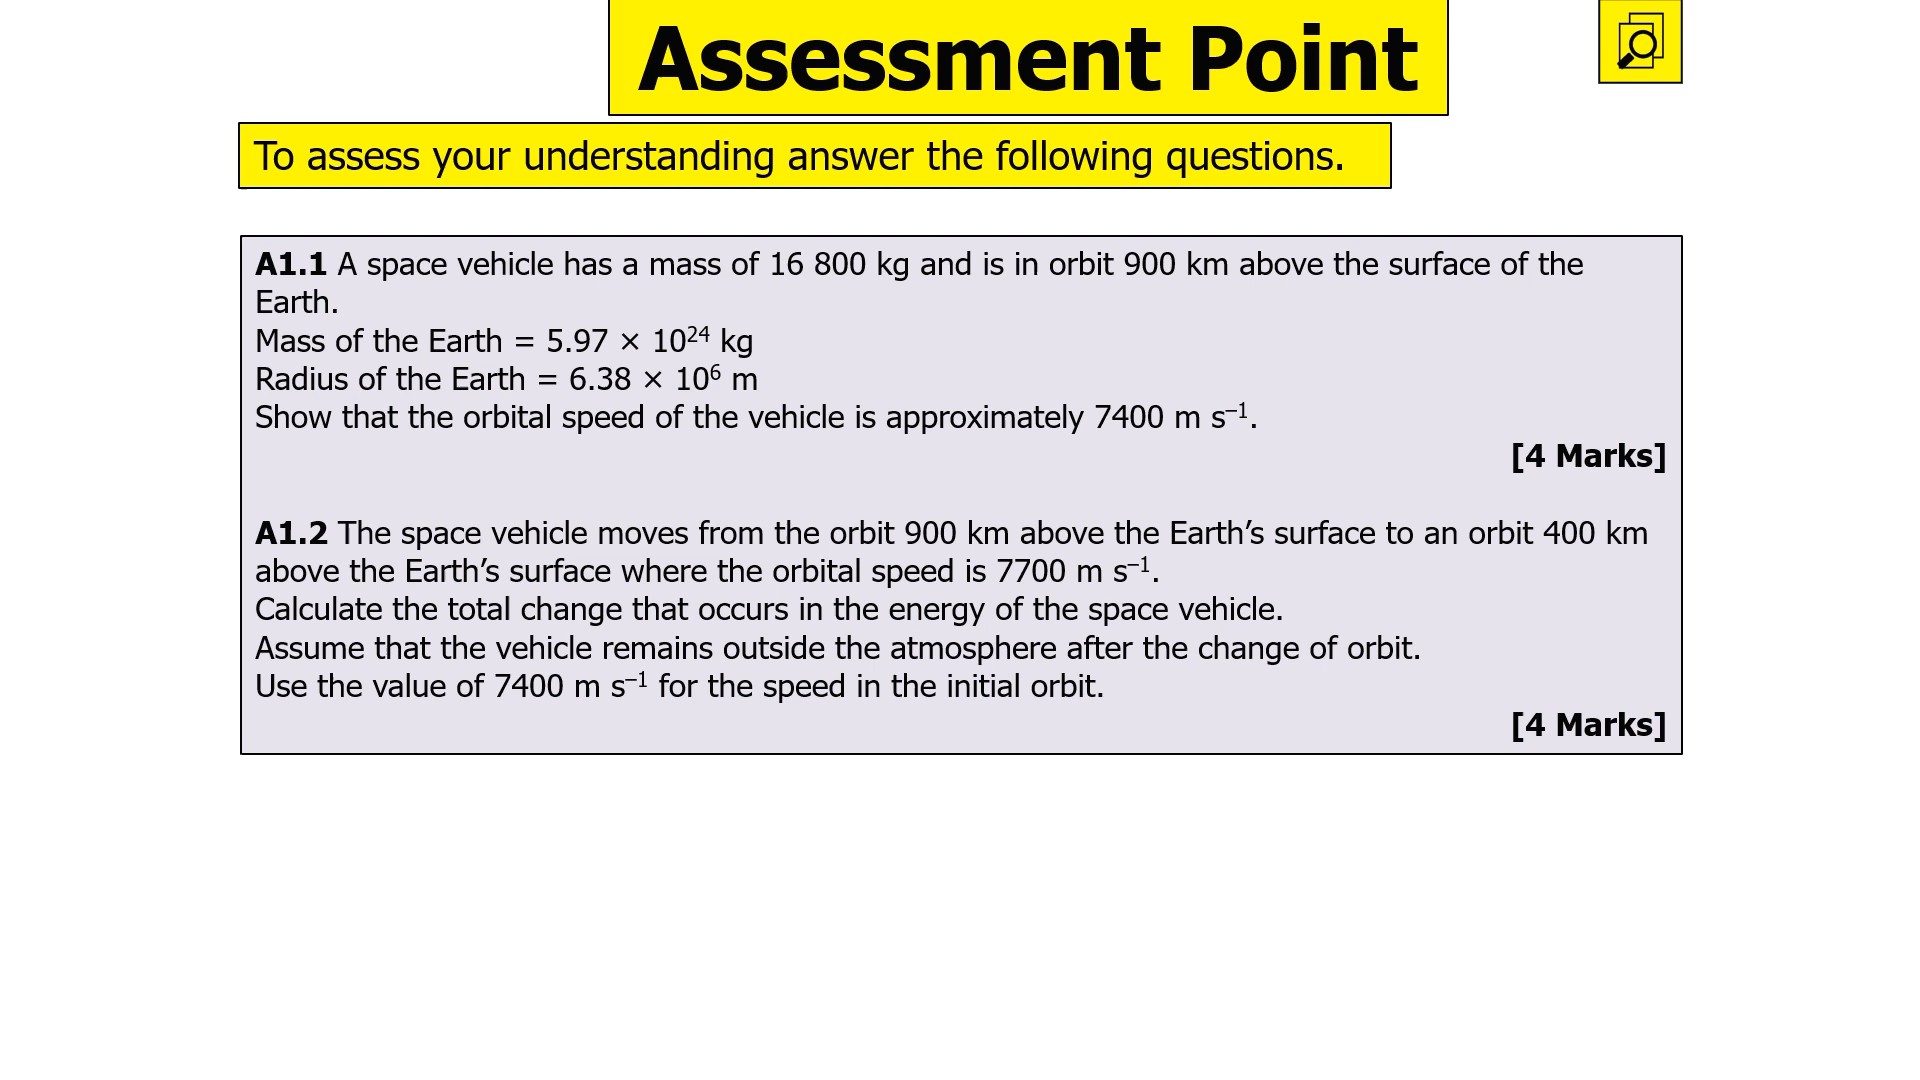 Assessment Point
To assess your understanding answer the following questions.
A1.1 A space vehicle has a mass of 16 800 kg and is in orbit 900 km above the surface of the
Earth.
Mass of the Earth = 5.97 × 10²⁴ kg
Radius of the Earth = 6.38 × 10⁶ m
Show that the orbital speed of the vehicle is approximately 7400 m s⁻¹.
[4 Marks]
A1.2 The space vehicle moves from the orbit 900 km above the Earth’s surface to an orbit 400 km
above the Earth’s surface where the orbital speed is 7700 m s⁻¹.
Calculate the total change that occurs in the energy of the space vehicle.
Assume that the vehicle remains outside the atmosphere after the change of orbit.
Use the value of 7400 m s⁻¹ for the speed in the initial orbit.
[4 Marks]